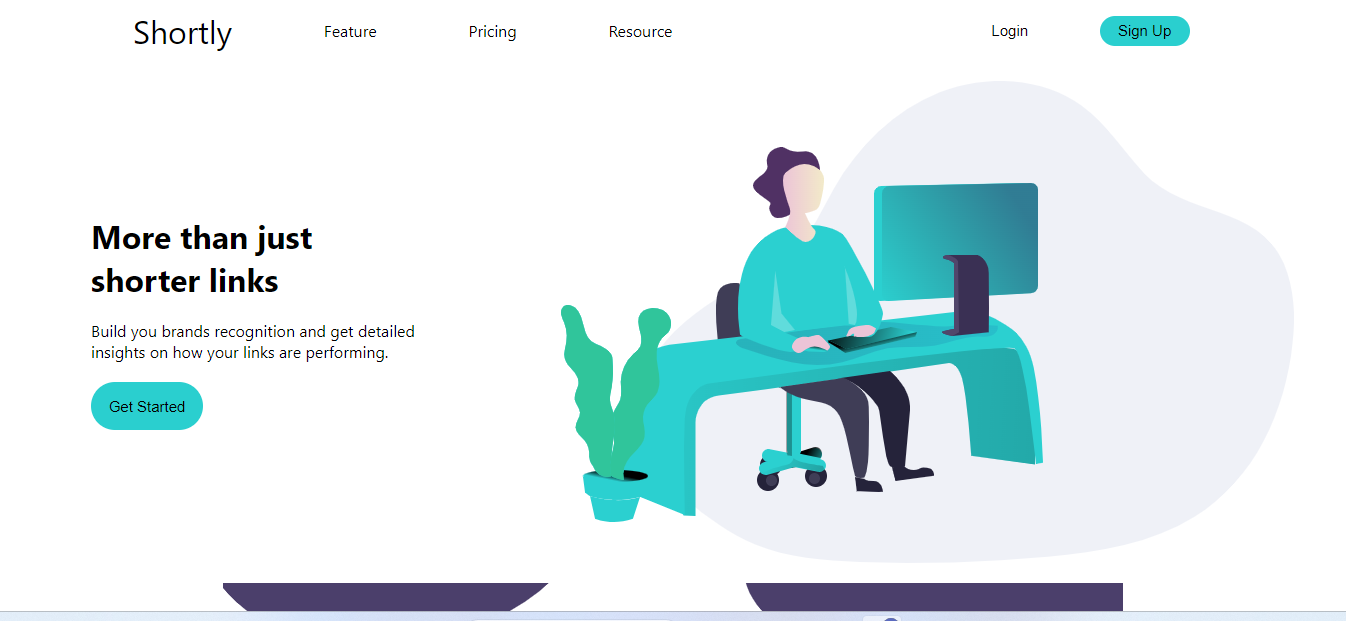 Shortly
Feature
Pricing
Resource
Login
Sign Up
More than just
shorter links
Build you brands recognition and get detailed
insights on how your links are performing.
Get Started